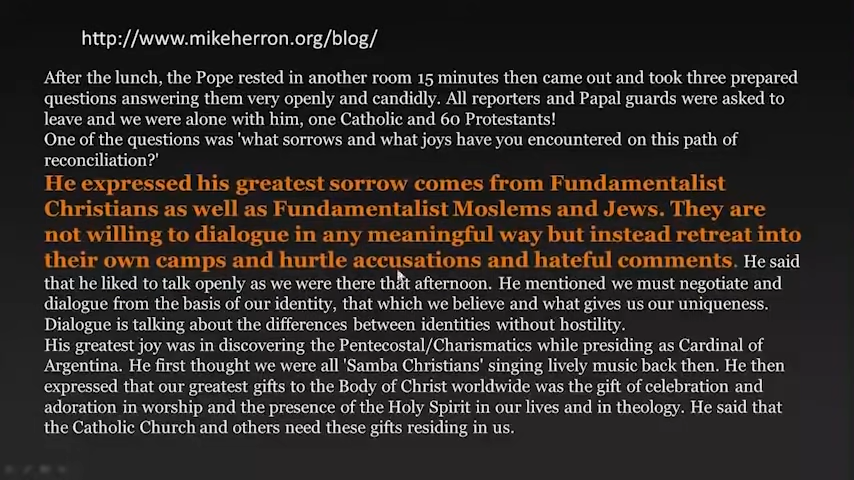 http://www.mikeherron.org/blog/
After the lunch, the Pope rested in another room 15 minutes then came out and took three prepared
questions answering them very openly and candidly. All reporters and Papal guards were asked to
leave and we were alone with him, one Catholic and 60 Protestants!
One of the questions was 'what sorrows and what joys have you encountered on this path of
reconciliation?'
He expressed his greatest sorrow comes from Fundamentalist
Christians as well as Fundamentalist Moslems and Jews. They are
not willing to dialogue in any meaningful way but instead retreat into
their own camps and hurtle accusations and hateful comments. He said
that he liked to talk openly as we were there that afternoon. He mentioned we must negotiate and
dialogue from the basis of our identity, that which we believe and what gives us our uniqueness.
Dialogue is talking about the differences between identities without hostility.
His greatest joy was in discovering the Pentecostal/Charismatics while presiding as Cardinal of
Argentina. He first thought we were all 'Samba Christians' singing lively music back then. He then
expressed that our greatest gifts to the Body of Christ worldwide was the gift of celebration and
adoration in worship and the presence of the Holy Spirit in our lives and in theology. He said that
the Catholic Church and others need these gifts residing in us.